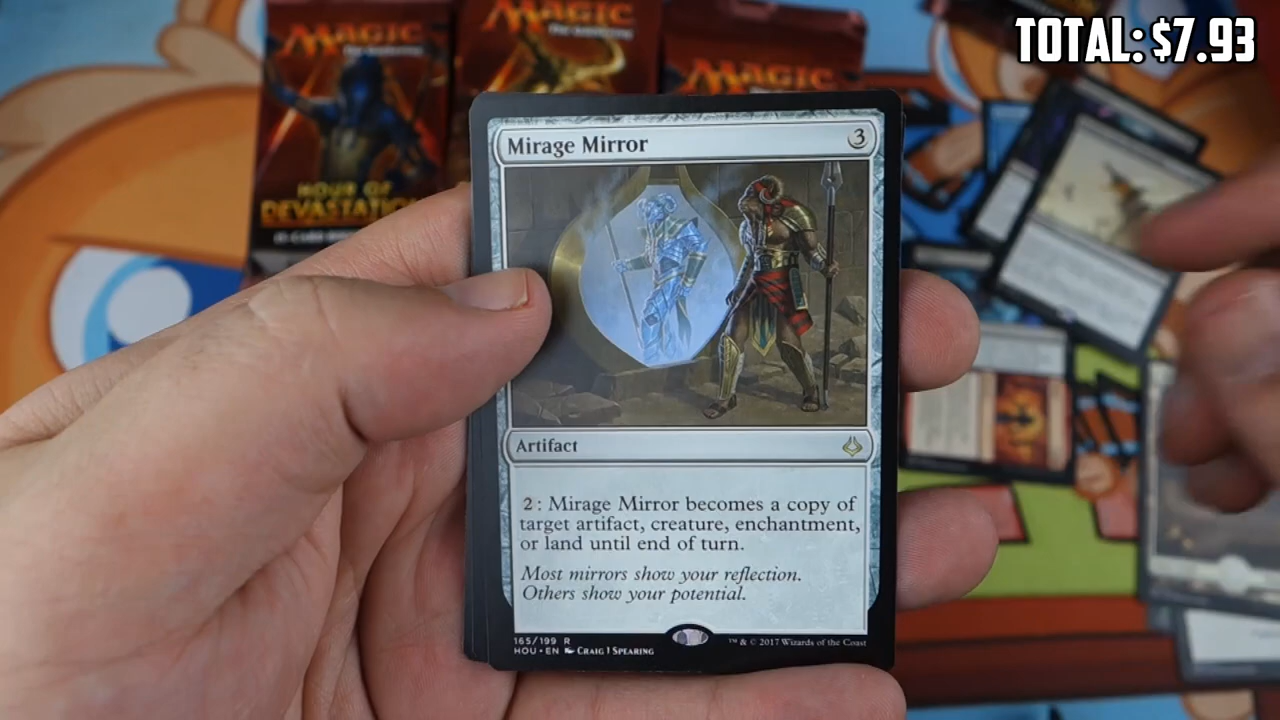 TOTAL: $7.93
MAGIC
MAGIC
MAGIC
HOUR OF
DEVASTATION
Mirage Mirror 3
Artifact
2: Mirage Mirror becomes a copy of
target artifact, creature, enchantment,
or land until end of turn.
Most mirrors show your reflection.
Others show your potential.
165/199 R
HOU • EN Craig J Spearing
™ & © 2017 Wizards of the Coast